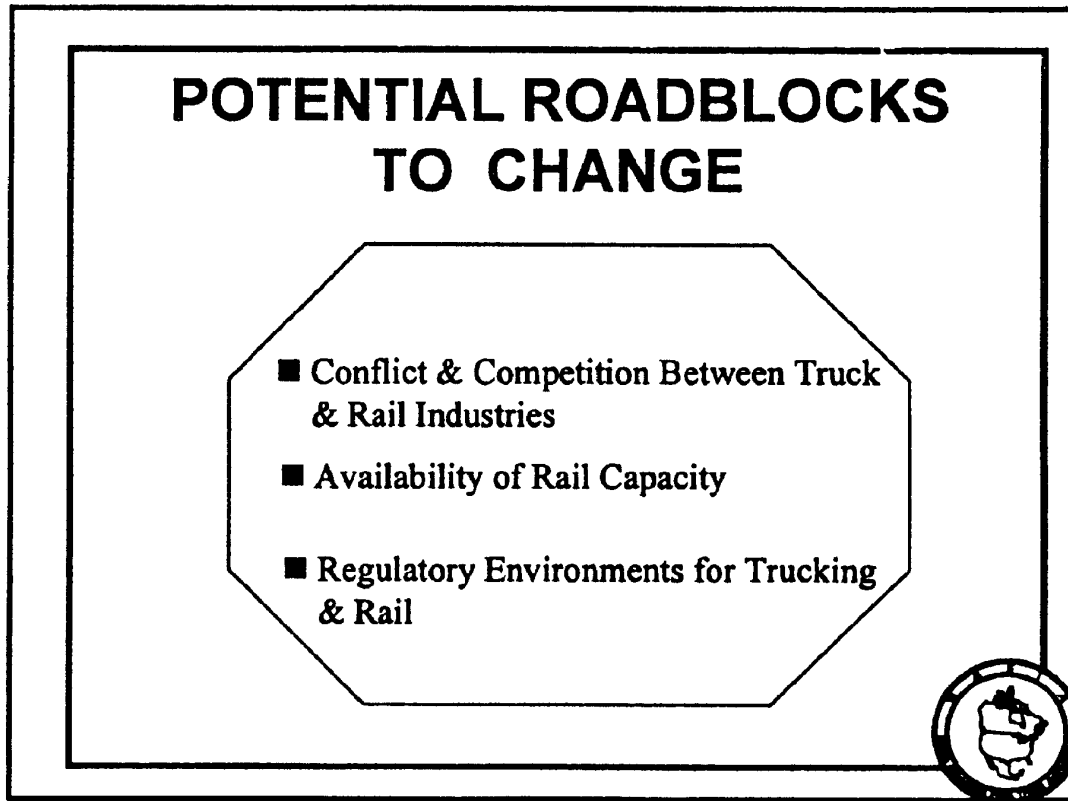 POTENTIAL ROADBLOCKS
TO CHANGE
■ Conflict & Competition Between Truck
& Rail Industries
■ Availability of Rail Capacity
■ Regulatory Environments for Trucking
& Rail